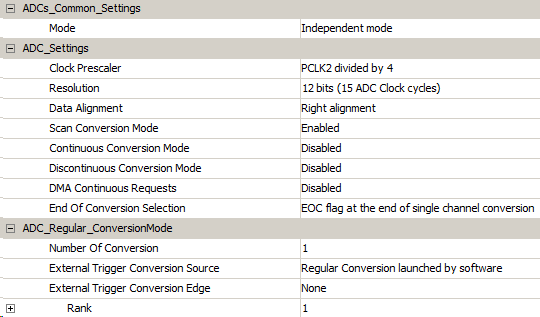 ADCs_Common_Settings
Mode Independent mode
ADC_Settings
Clock Prescaler PCLK2 divided by 4
Resolution 12 bits (15 ADC Clock cycles)
Data Alignment Right alignment
Scan Conversion Mode Enabled
Continuous Conversion Mode Disabled
Discontinuous Conversion Mode Disabled
DMA Continuous Requests Disabled
End Of Conversion Selection EOC flag at the end of single channel conversion
ADC_Regular_ConversionMode
Number Of Conversion 1
External Trigger Conversion Source Regular Conversion launched by software
External Trigger Conversion Edge None
Rank 1